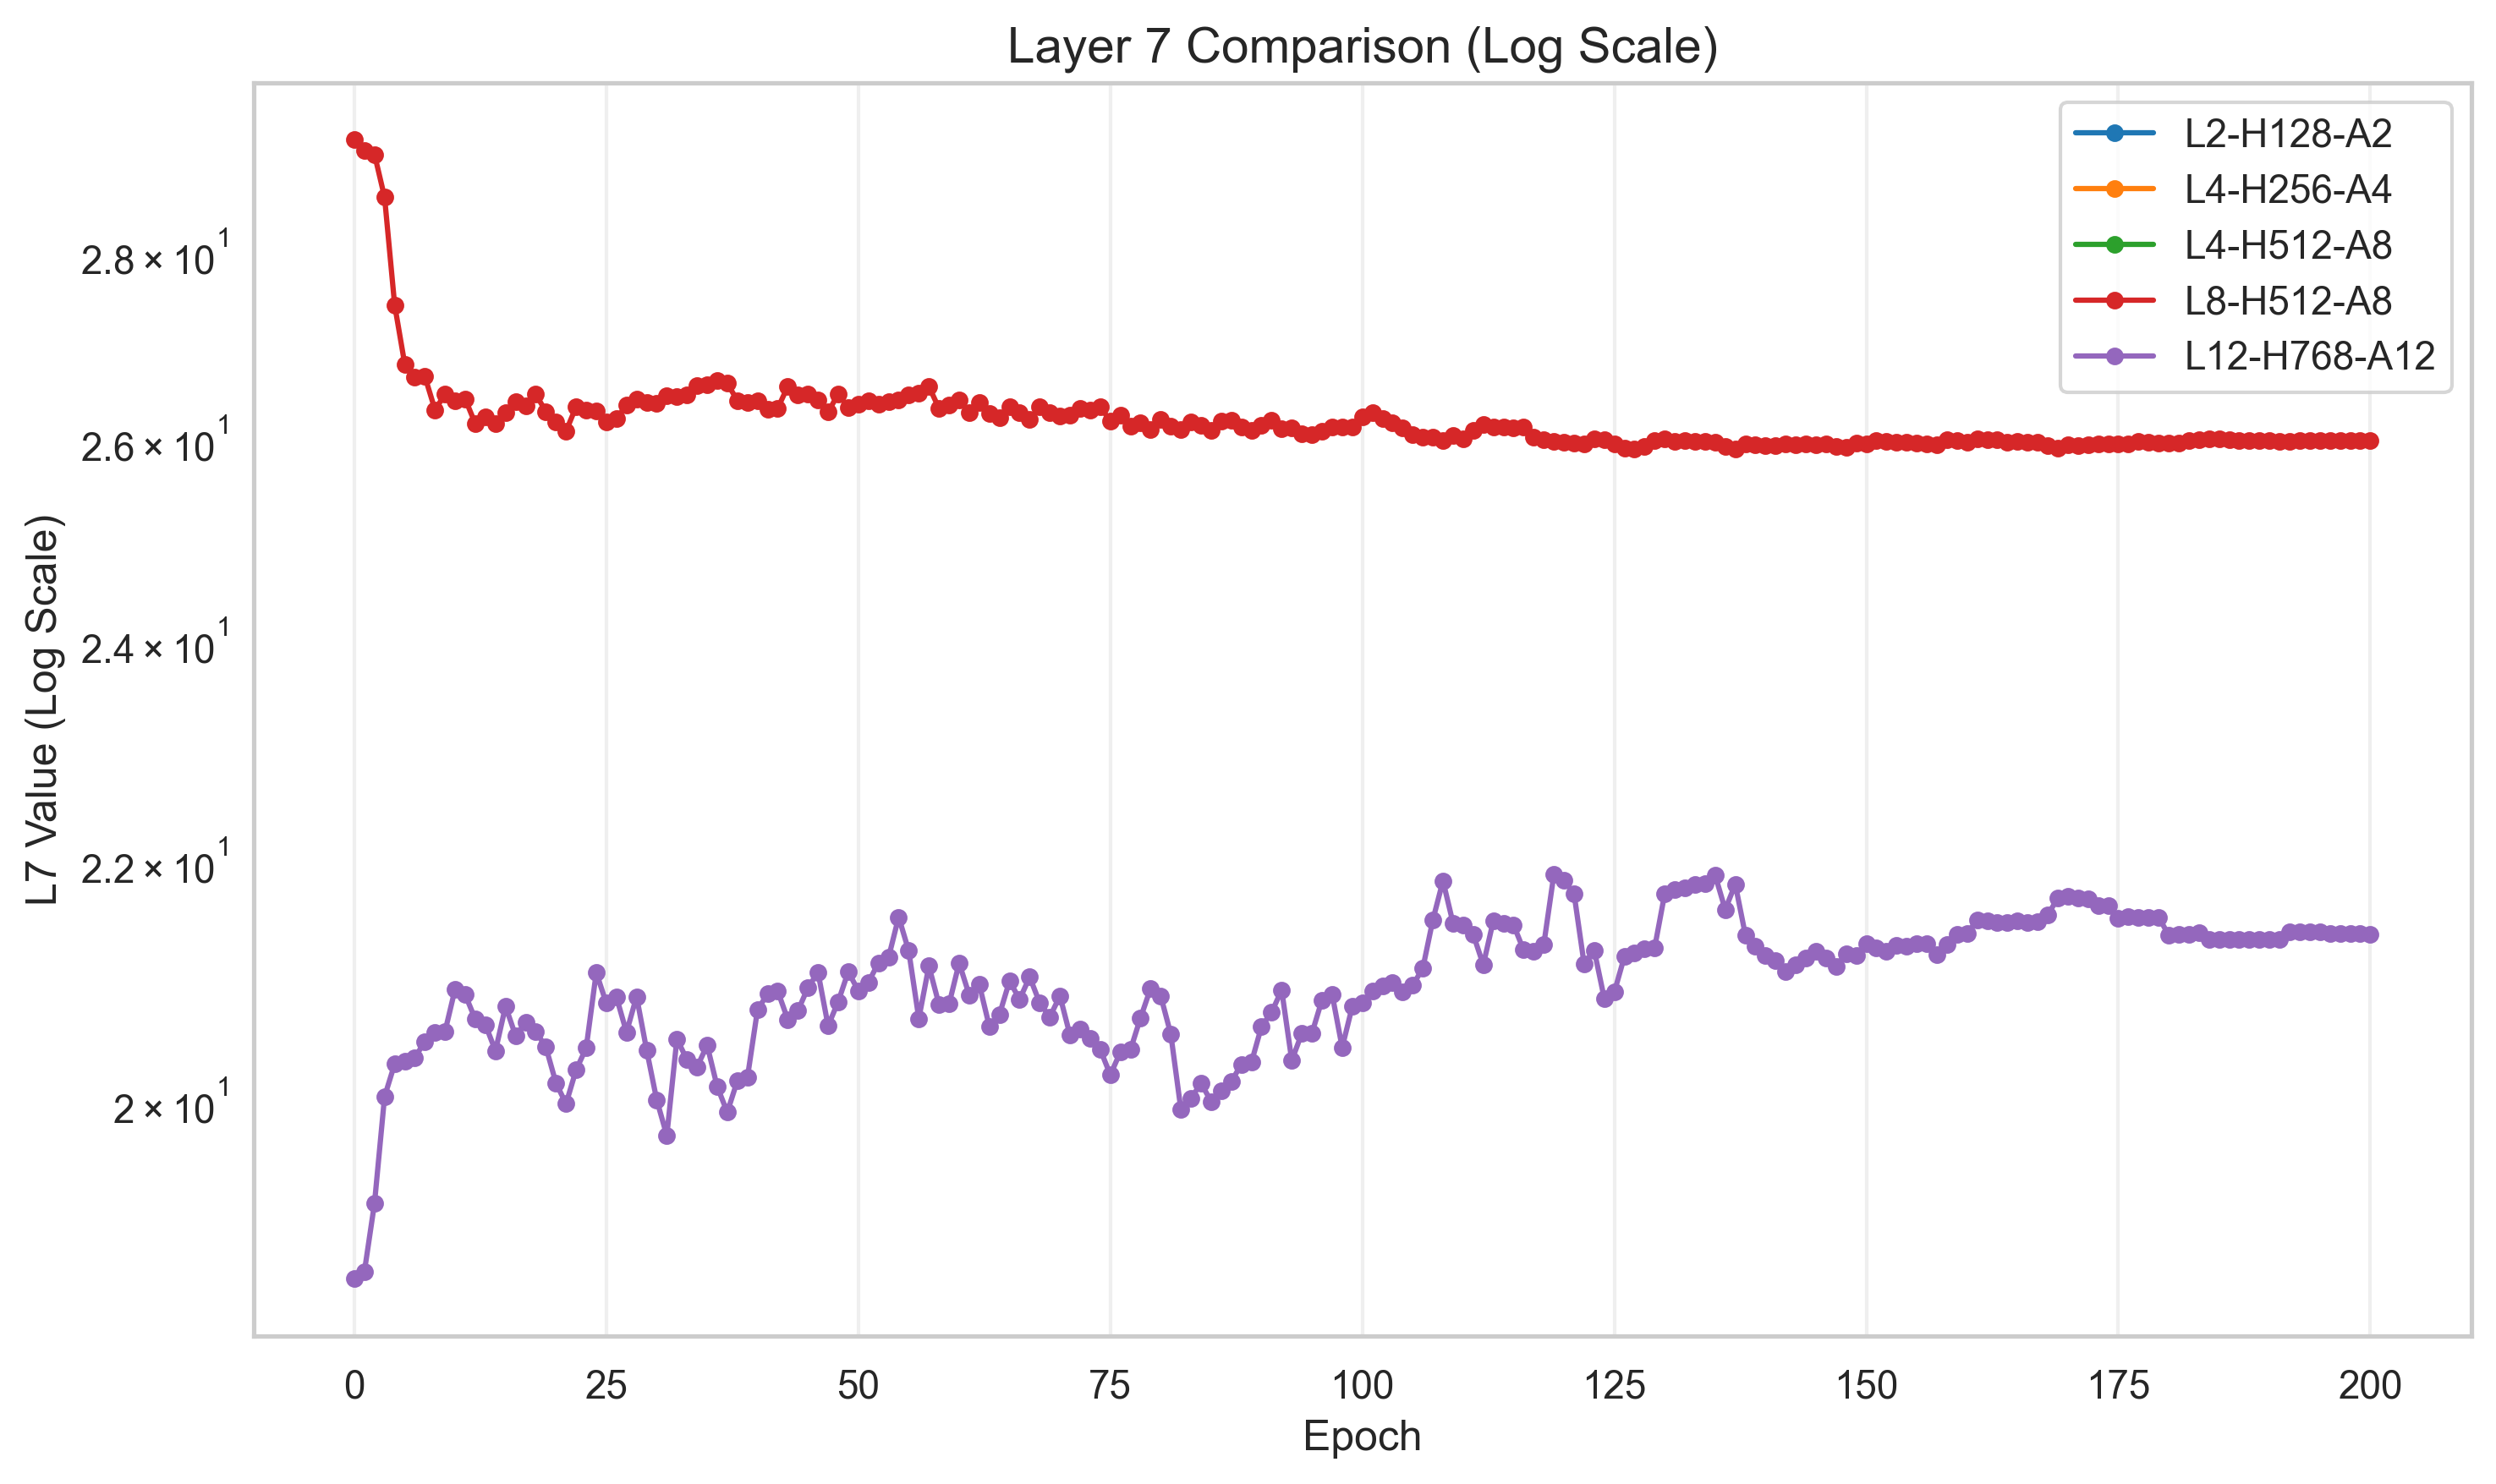 Layer 7 Comparison (Log Scale)
L2-H128-A2
L4-H256-A4
L4-H512-A8
L8-H512-A8
L12-H768-A12
L7 Value (Log Scale)
2.8 × 10¹
2.6 × 10¹
2.4 × 10¹
2.2 × 10¹
2 × 10¹
0 25 50 75 100 125 150 175 200
Epoch